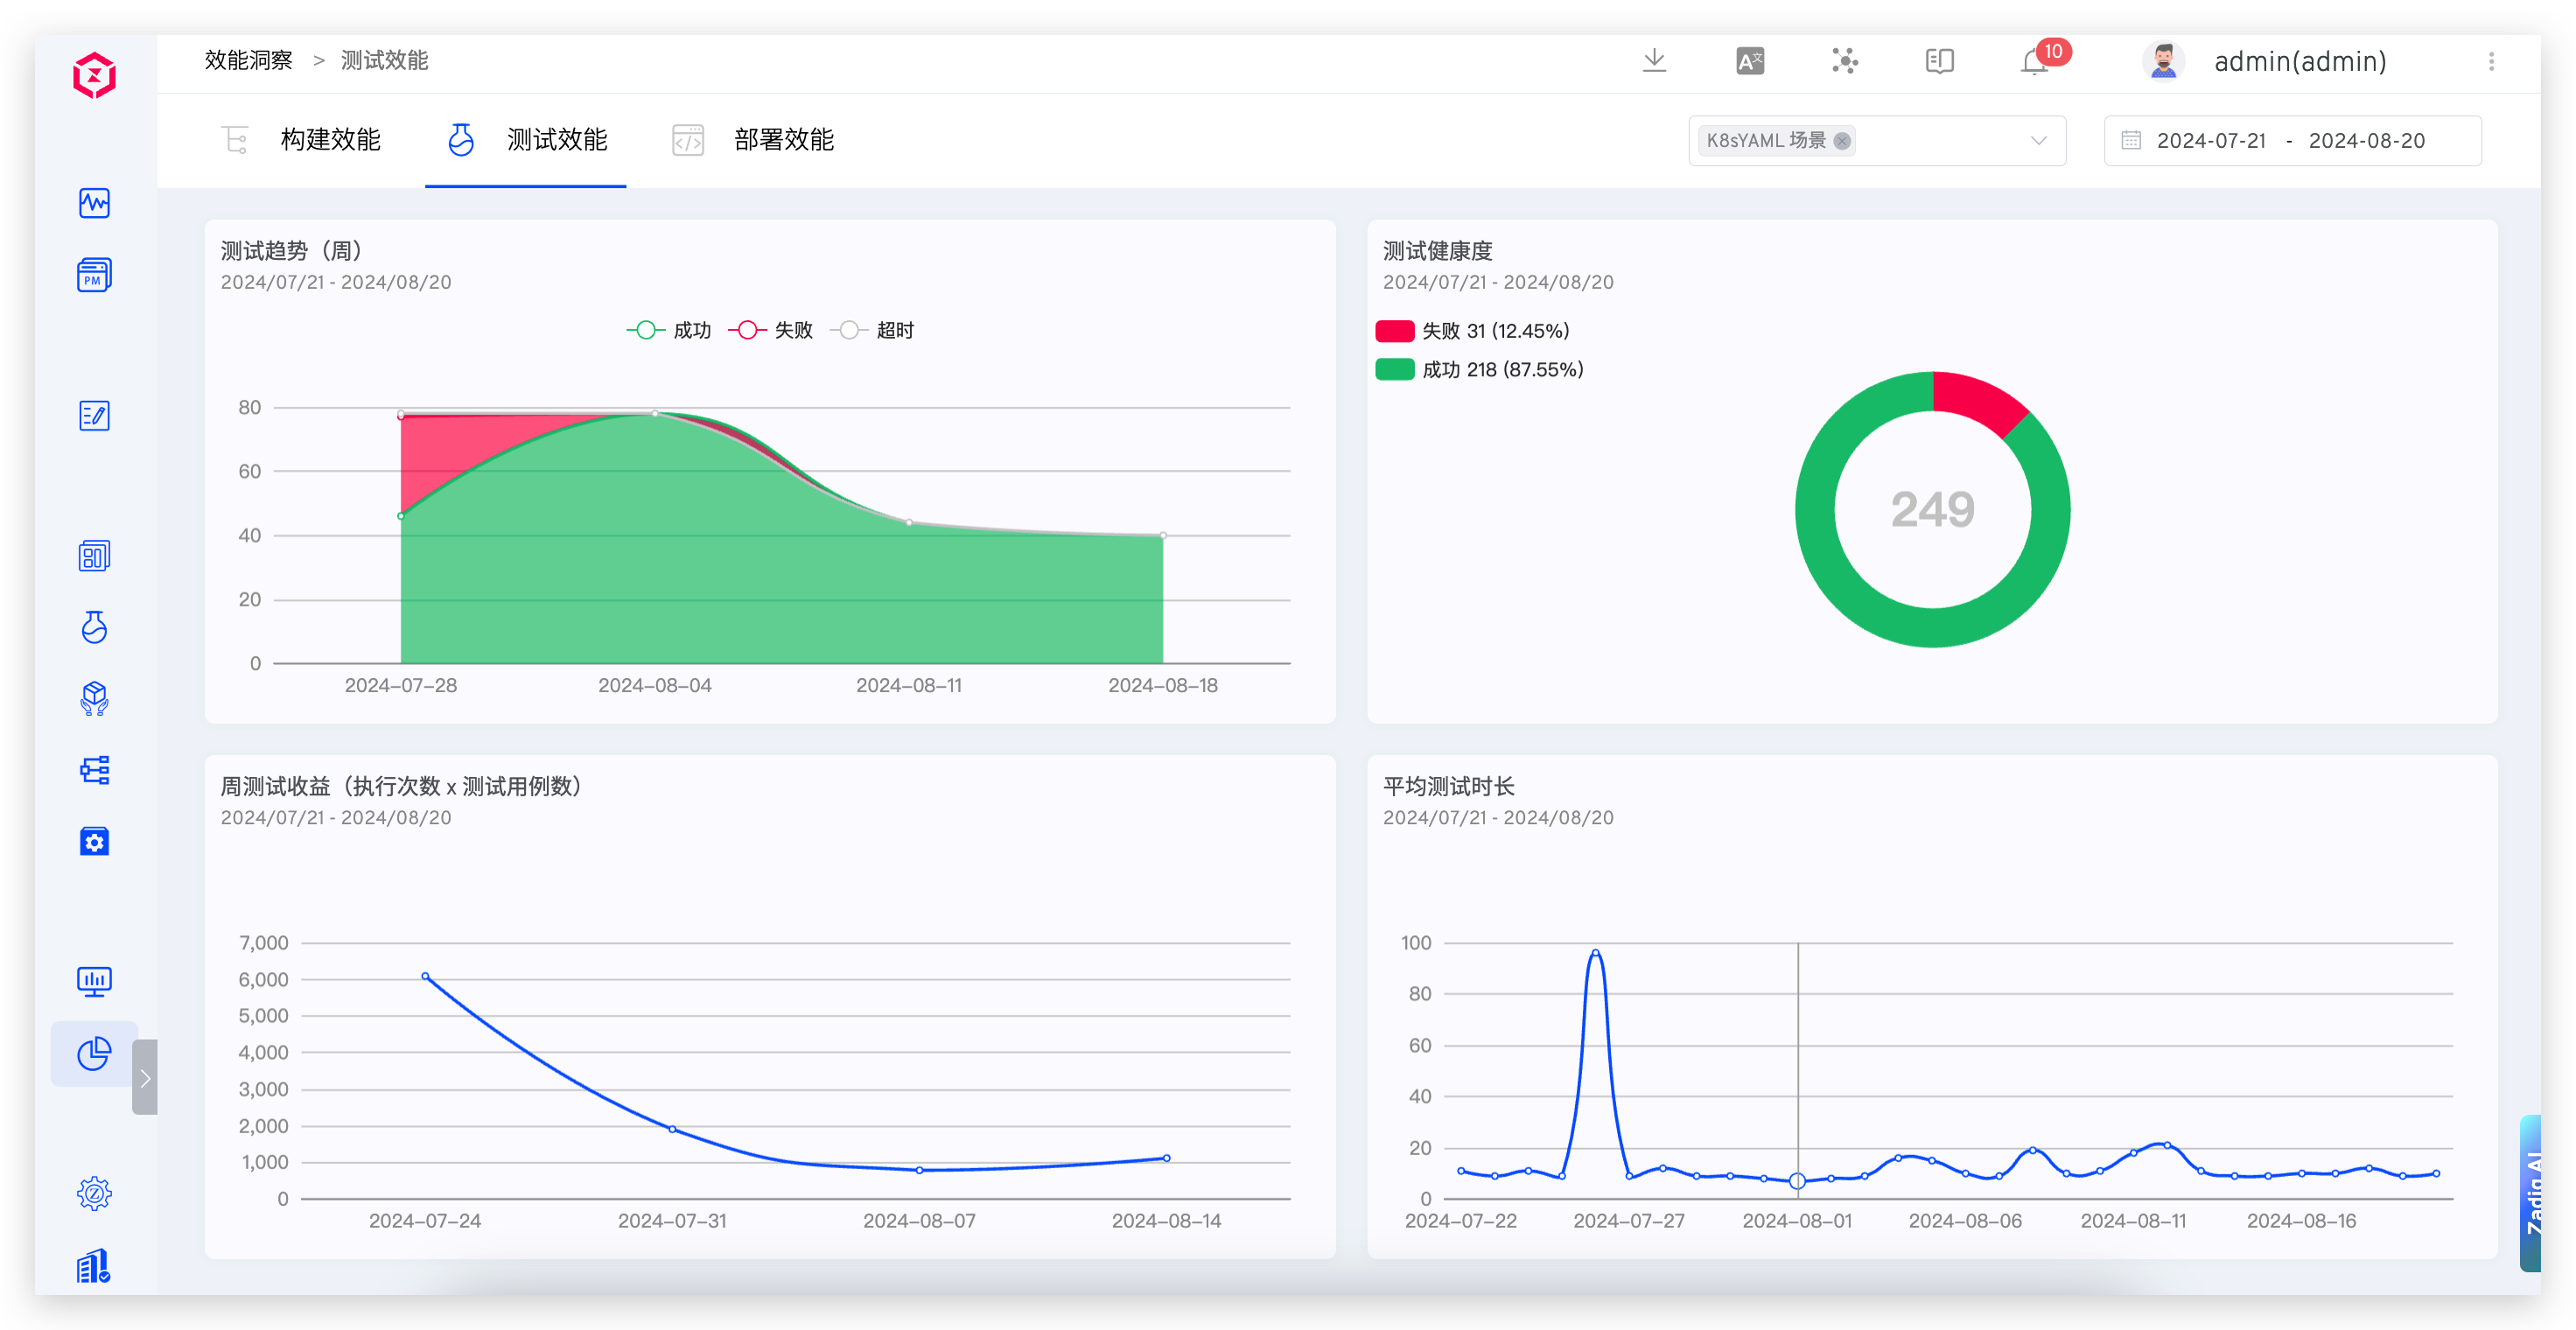 效能洞察 > 测试效能
10
admin(admin)
构建效能
测试效能
部署效能
K8sYAML 场景
2024-07-21 - 2024-08-20
PM
测试趋势（周）
2024/07/21 - 2024/08/20
成功 失败 超时
80
60
40
20
0
2024-07-28 2024-08-04 2024-08-11 2024-08-18
测试健康度
2024/07/21 - 2024/08/20
失败 31 (12.45%)
成功 218 (87.55%)
249
周测试收益（执行次数 x 测试用例数）
2024/07/21 - 2024/08/20
7,000
6,000
5,000
4,000
3,000
2,000
1,000
0
2024-07-24 2024-07-31 2024-08-07 2024-08-14
平均测试时长
2024/07/21 - 2024/08/20
100
80
60
40
20
0
2024-07-22 2024-07-27 2024-08-01 2024-08-06 2024-08-11 2024-08-16
Zadig AI